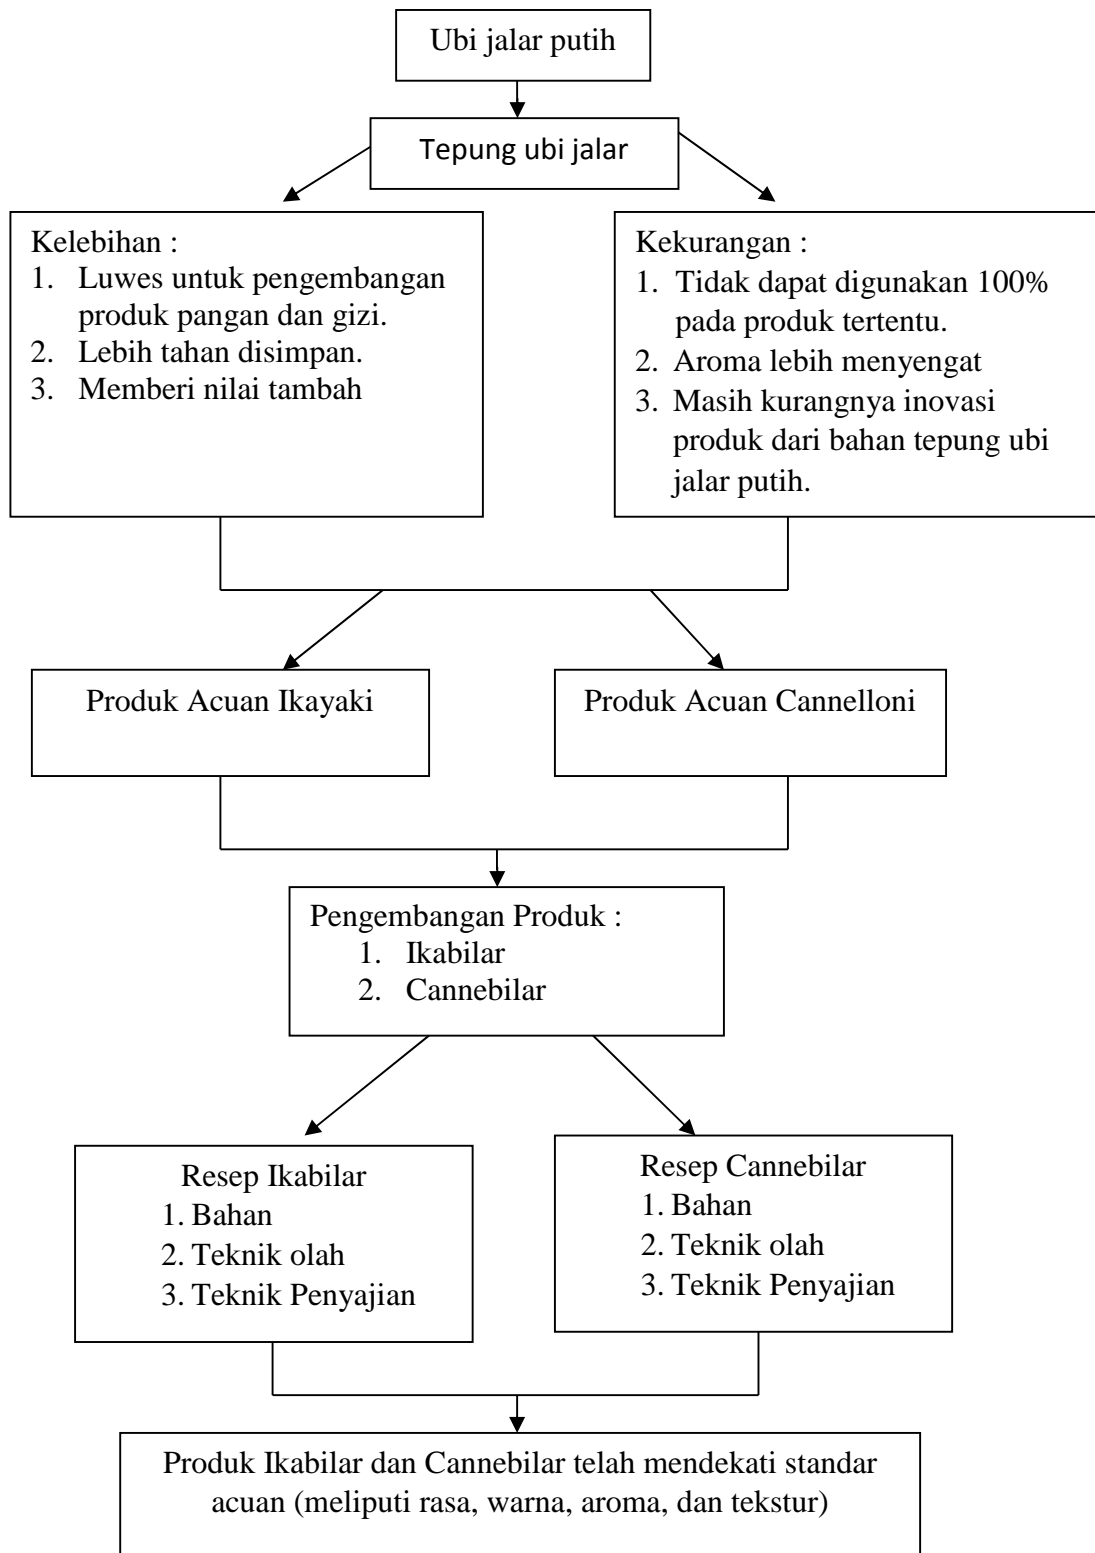 Ubi jalar putih
Tepung ubi jalar
Kelebihan :
1. Luwes untuk pengembangan
produk pangan dan gizi.
2. Lebih tahan disimpan.
3. Memberi nilai tambah
Kekurangan :
1. Tidak dapat digunakan 100%
pada produk tertentu.
2. Aroma lebih menyengat
3. Masih kurangnya inovasi
produk dari bahan tepung ubi
jalar putih.
Produk Acuan Ikayaki
Produk Acuan Cannelloni
Pengembangan Produk :
1. Ikabilar
2. Cannebilar
Resep Ikabilar
1. Bahan
2. Teknik olah
3. Teknik Penyajian
Resep Cannebilar
1. Bahan
2. Teknik olah
3. Teknik Penyajian
Produk Ikabilar dan Cannebilar telah mendekati standar
acuan (meliputi rasa, warna, aroma, dan tekstur)